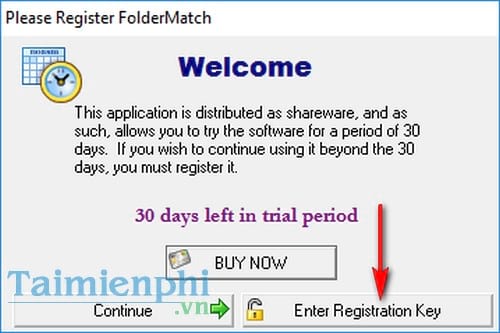 Please Register FolderMatch
Welcome
This application is distributed as shareware, and as
such, allows you to try the software for a period of 30
days.  If you wish to continue using it beyond the 30
days, you must register it.
30 days left in trial period
BUY NOW
Taimienphi
.vn
Continue
Enter Registration Key